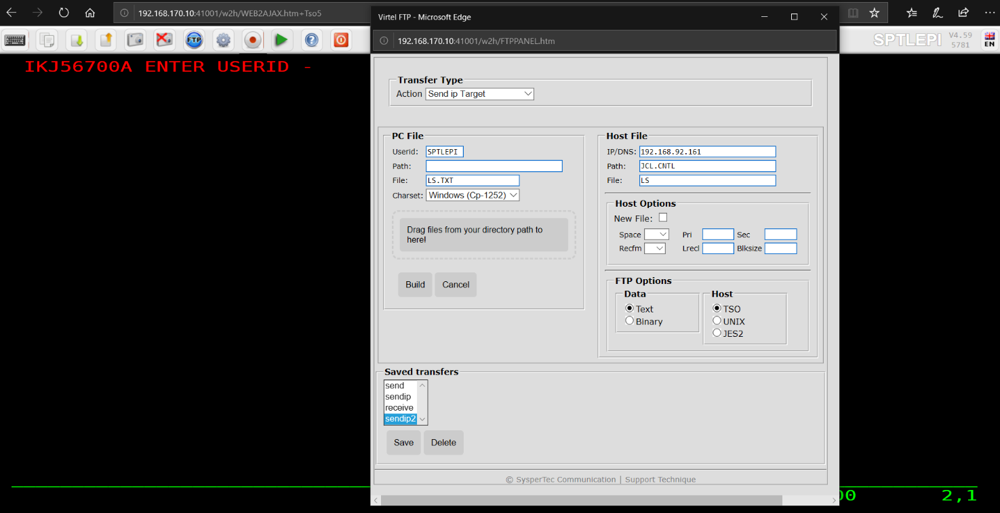 192.168.170.10:41001/w2h/WEB2AJAX.htm+Tso5
Virtel FTP - Microsoft Edge
192.168.170.10:41001/w2h/FTPPANEL.htm
FTP
SPTLEPI
V4.59
5781
EN
IKJ56700A ENTER USERID -
Transfer Type
Action Send ip Target
PC File
Userid: SPTLEPI
Path:
File: LS.TXT
Charset: Windows (Cp-1252)
Drag files from your directory path to
here!
Build Cancel
Host File
IP/DNS: 192.168.92.161
Path: JCL.CNTL
File: LS
Host Options
New File:
Space Pri Sec
Recfm Lrecl Blksize
FTP Options
Data Host
Text TSO
Binary UNIX
JES2
Saved transfers
send
sendip
receive
sendip2
Save Delete
© SysperTec Communication | Support Technique
00 2,1